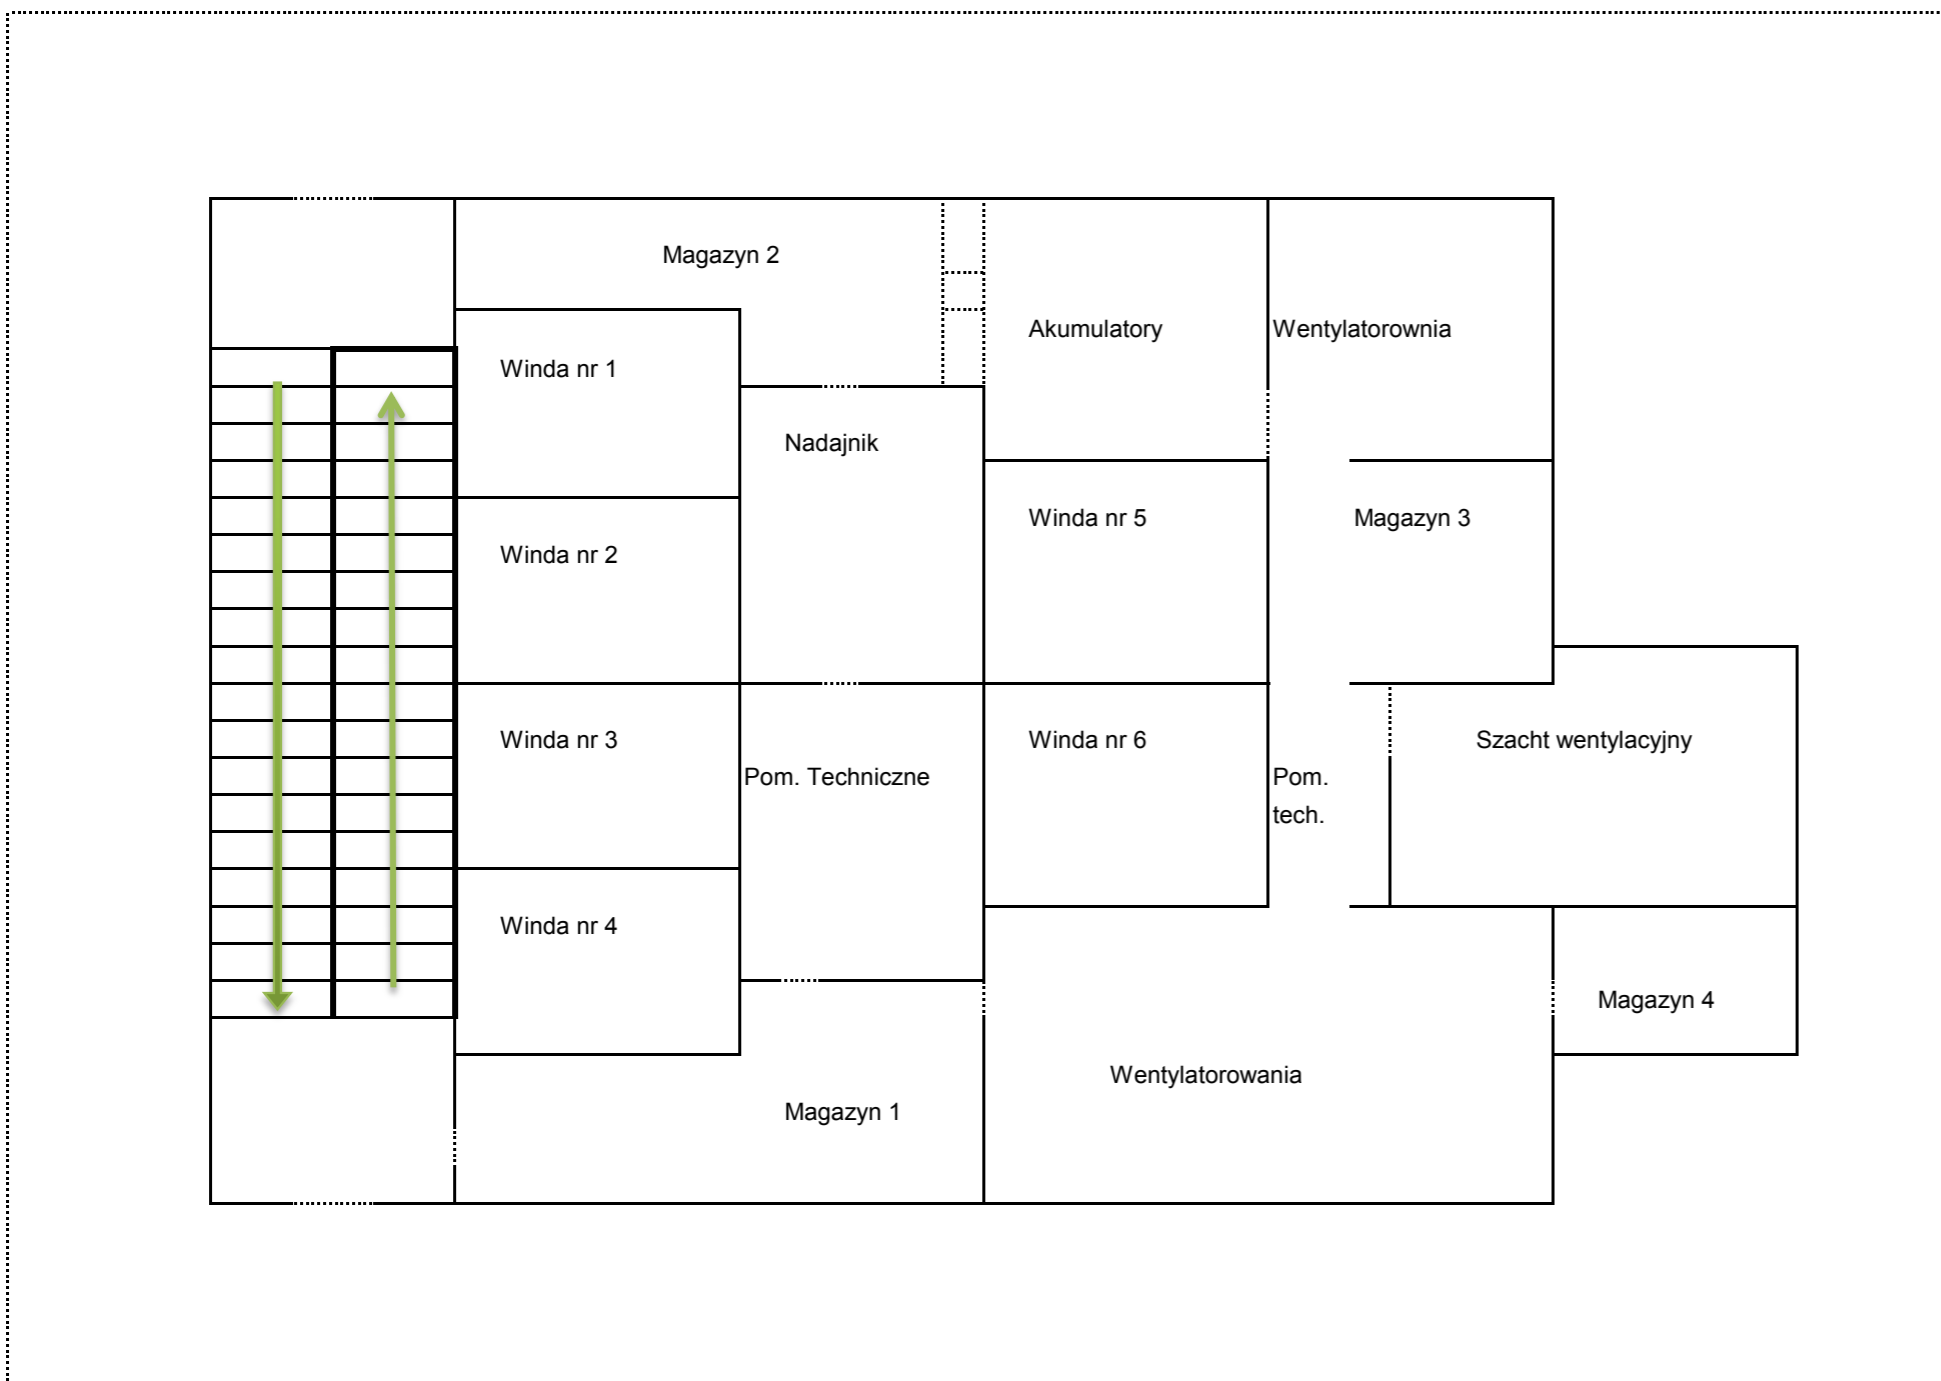 Magazyn 2
Akumulatory
Wentylatorownia
Winda nr 1
Nadajnik
Winda nr 5
Magazyn 3
Winda nr 2
Winda nr 3
Winda nr 6
Szacht wentylacyjny
Pom. Techniczne
Pom.
tech.
Winda nr 4
Magazyn 4
Wentylatorowania
Magazyn 1